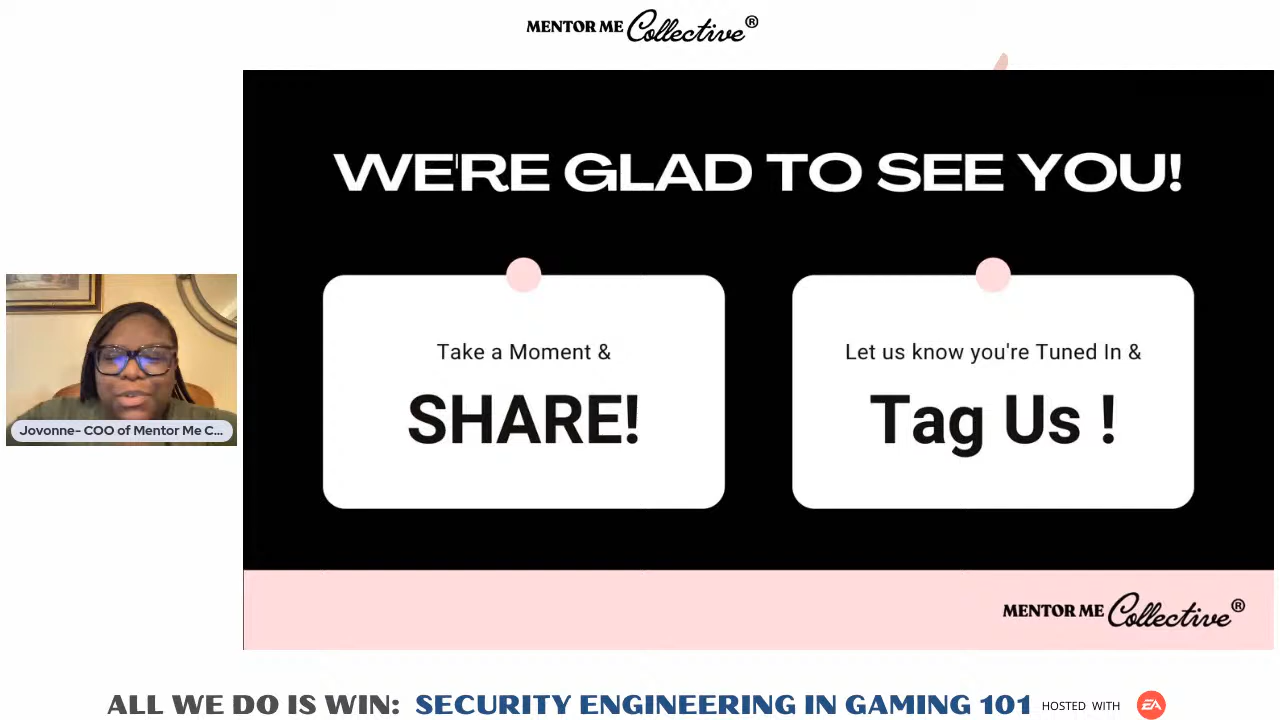 MENTOR ME Collective®
WE'RE GLAD TO SEE YOU!
Take a Moment &
SHARE!
Let us know you're Tuned In &
Tag Us !
Jovonne- COO of Mentor Me C...
MENTOR ME Collective®
ALL WE DO IS WIN: SECURITY ENGINEERING IN GAMING 101 HOSTED WITH EA